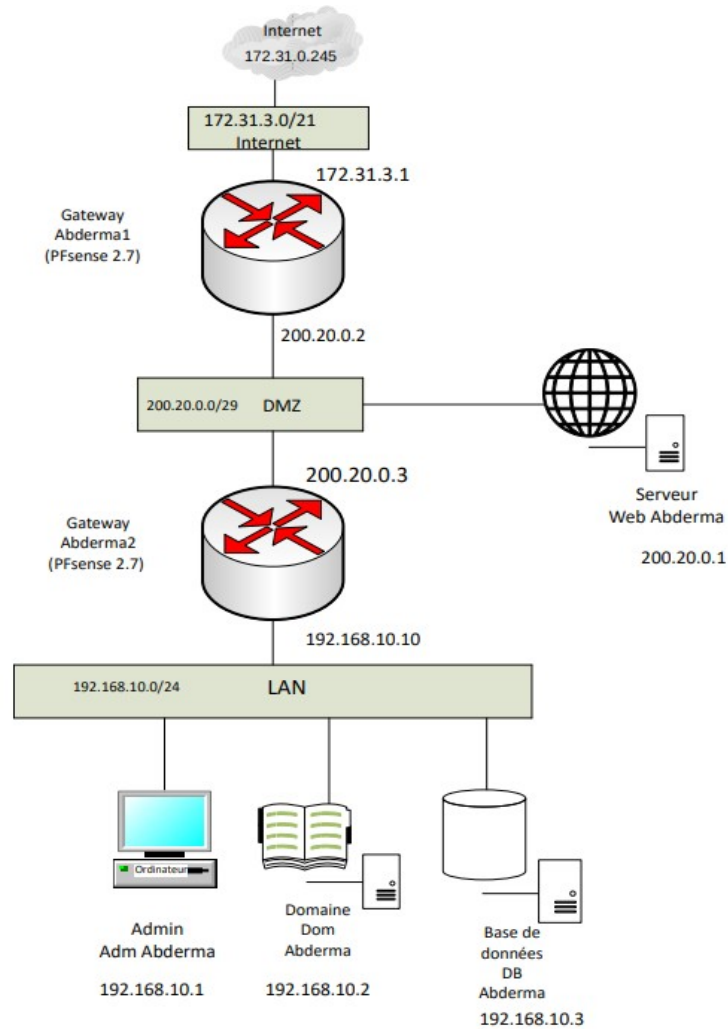 Internet
172.31.0.245
172.31.3.0/21
Internet
172.31.3.1
Gateway
Abderma1
(PFsense 2.7)
200.20.0.2
200.20.0.0/29 DMZ
200.20.0.3
Serveur
Web Abderma
200.20.0.1
Gateway
Abderma2
(PFsense 2.7)
192.168.10.10
192.168.10.0/24 LAN
Ordinateur
Admin
Adm Abderma
192.168.10.1
Domaine
Dom
Abderma
192.168.10.2
Base de
données
DB
Abderma
192.168.10.3